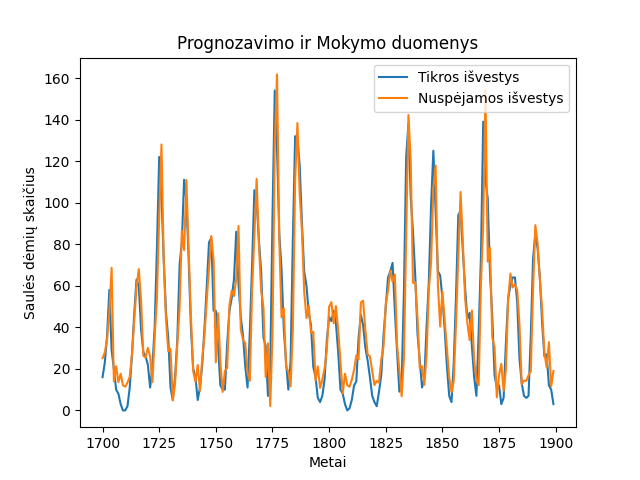 Prognozavimo ir Mokymo duomenys
Tikros išvestys
Nuspėjamos išvestys
Saulės dėmių skaičius
160
140
120
100
80
60
40
20
0
1700 1725 1750 1775 1800 1825 1850 1875 1900
Metai